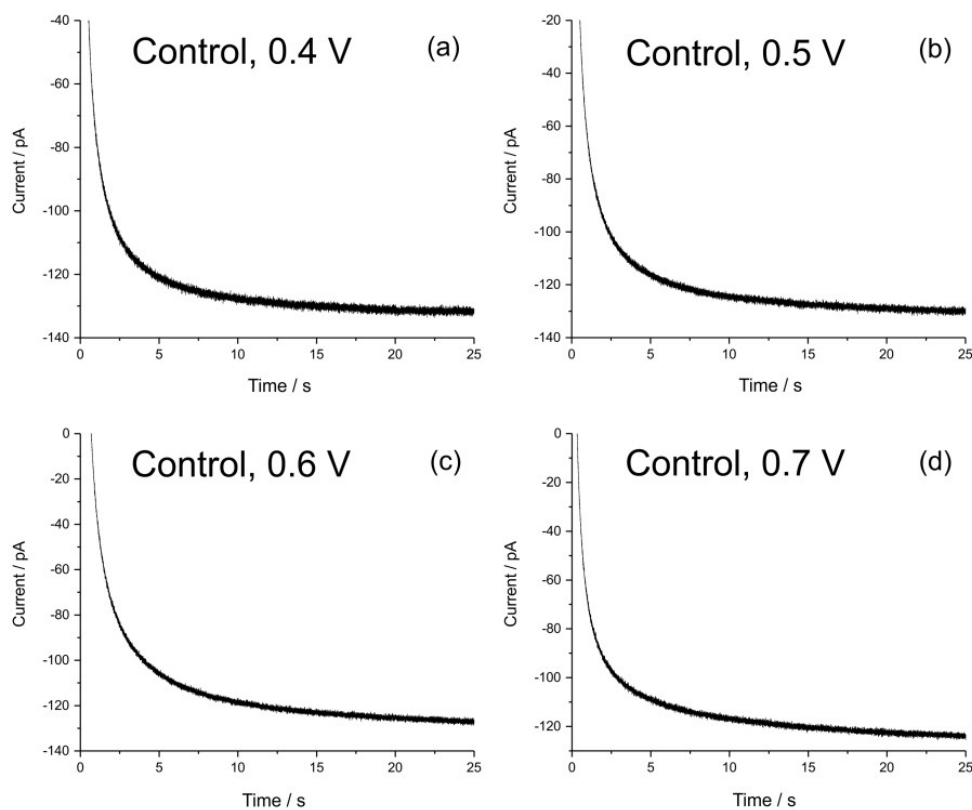 Control, 0.4 V
(a)
Current / pA
-40
-60
-80
-100
-120
-140
0 5 10 15 20 25
Time / s
Control, 0.5 V
(b)
Current / pA
-20
-40
-60
-80
-100
-120
-140
0 5 10 15 20 25
Time / s
Control, 0.6 V
(c)
Current / pA
0
-20
-40
-60
-80
-100
-120
-140
0 5 10 15 20 25
Time / s
Control, 0.7 V
(d)
Current / pA
0
-20
-40
-60
-80
-100
-120
0 5 10 15 20 25
Time / s